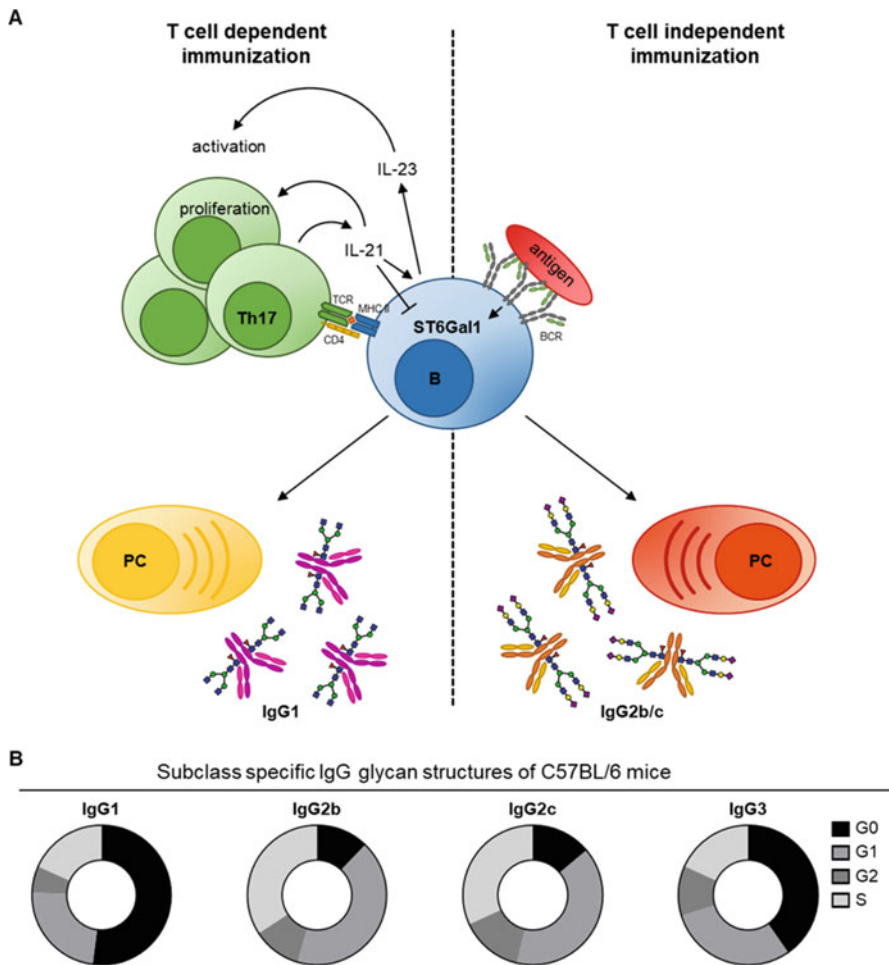 A
T cell dependent
immunization
T cell independent
immunization
activation
IL-23
proliferation
IL-21
antigen
TCR
MHC II
Th17
CD4
ST6Gal1
BCR
B
PC
PC
IgG1
IgG2b/c
B
Subclass specific IgG glycan structures of C57BL/6 mice
IgG1
IgG2b
IgG2c
IgG3
G0
G1
G2
S